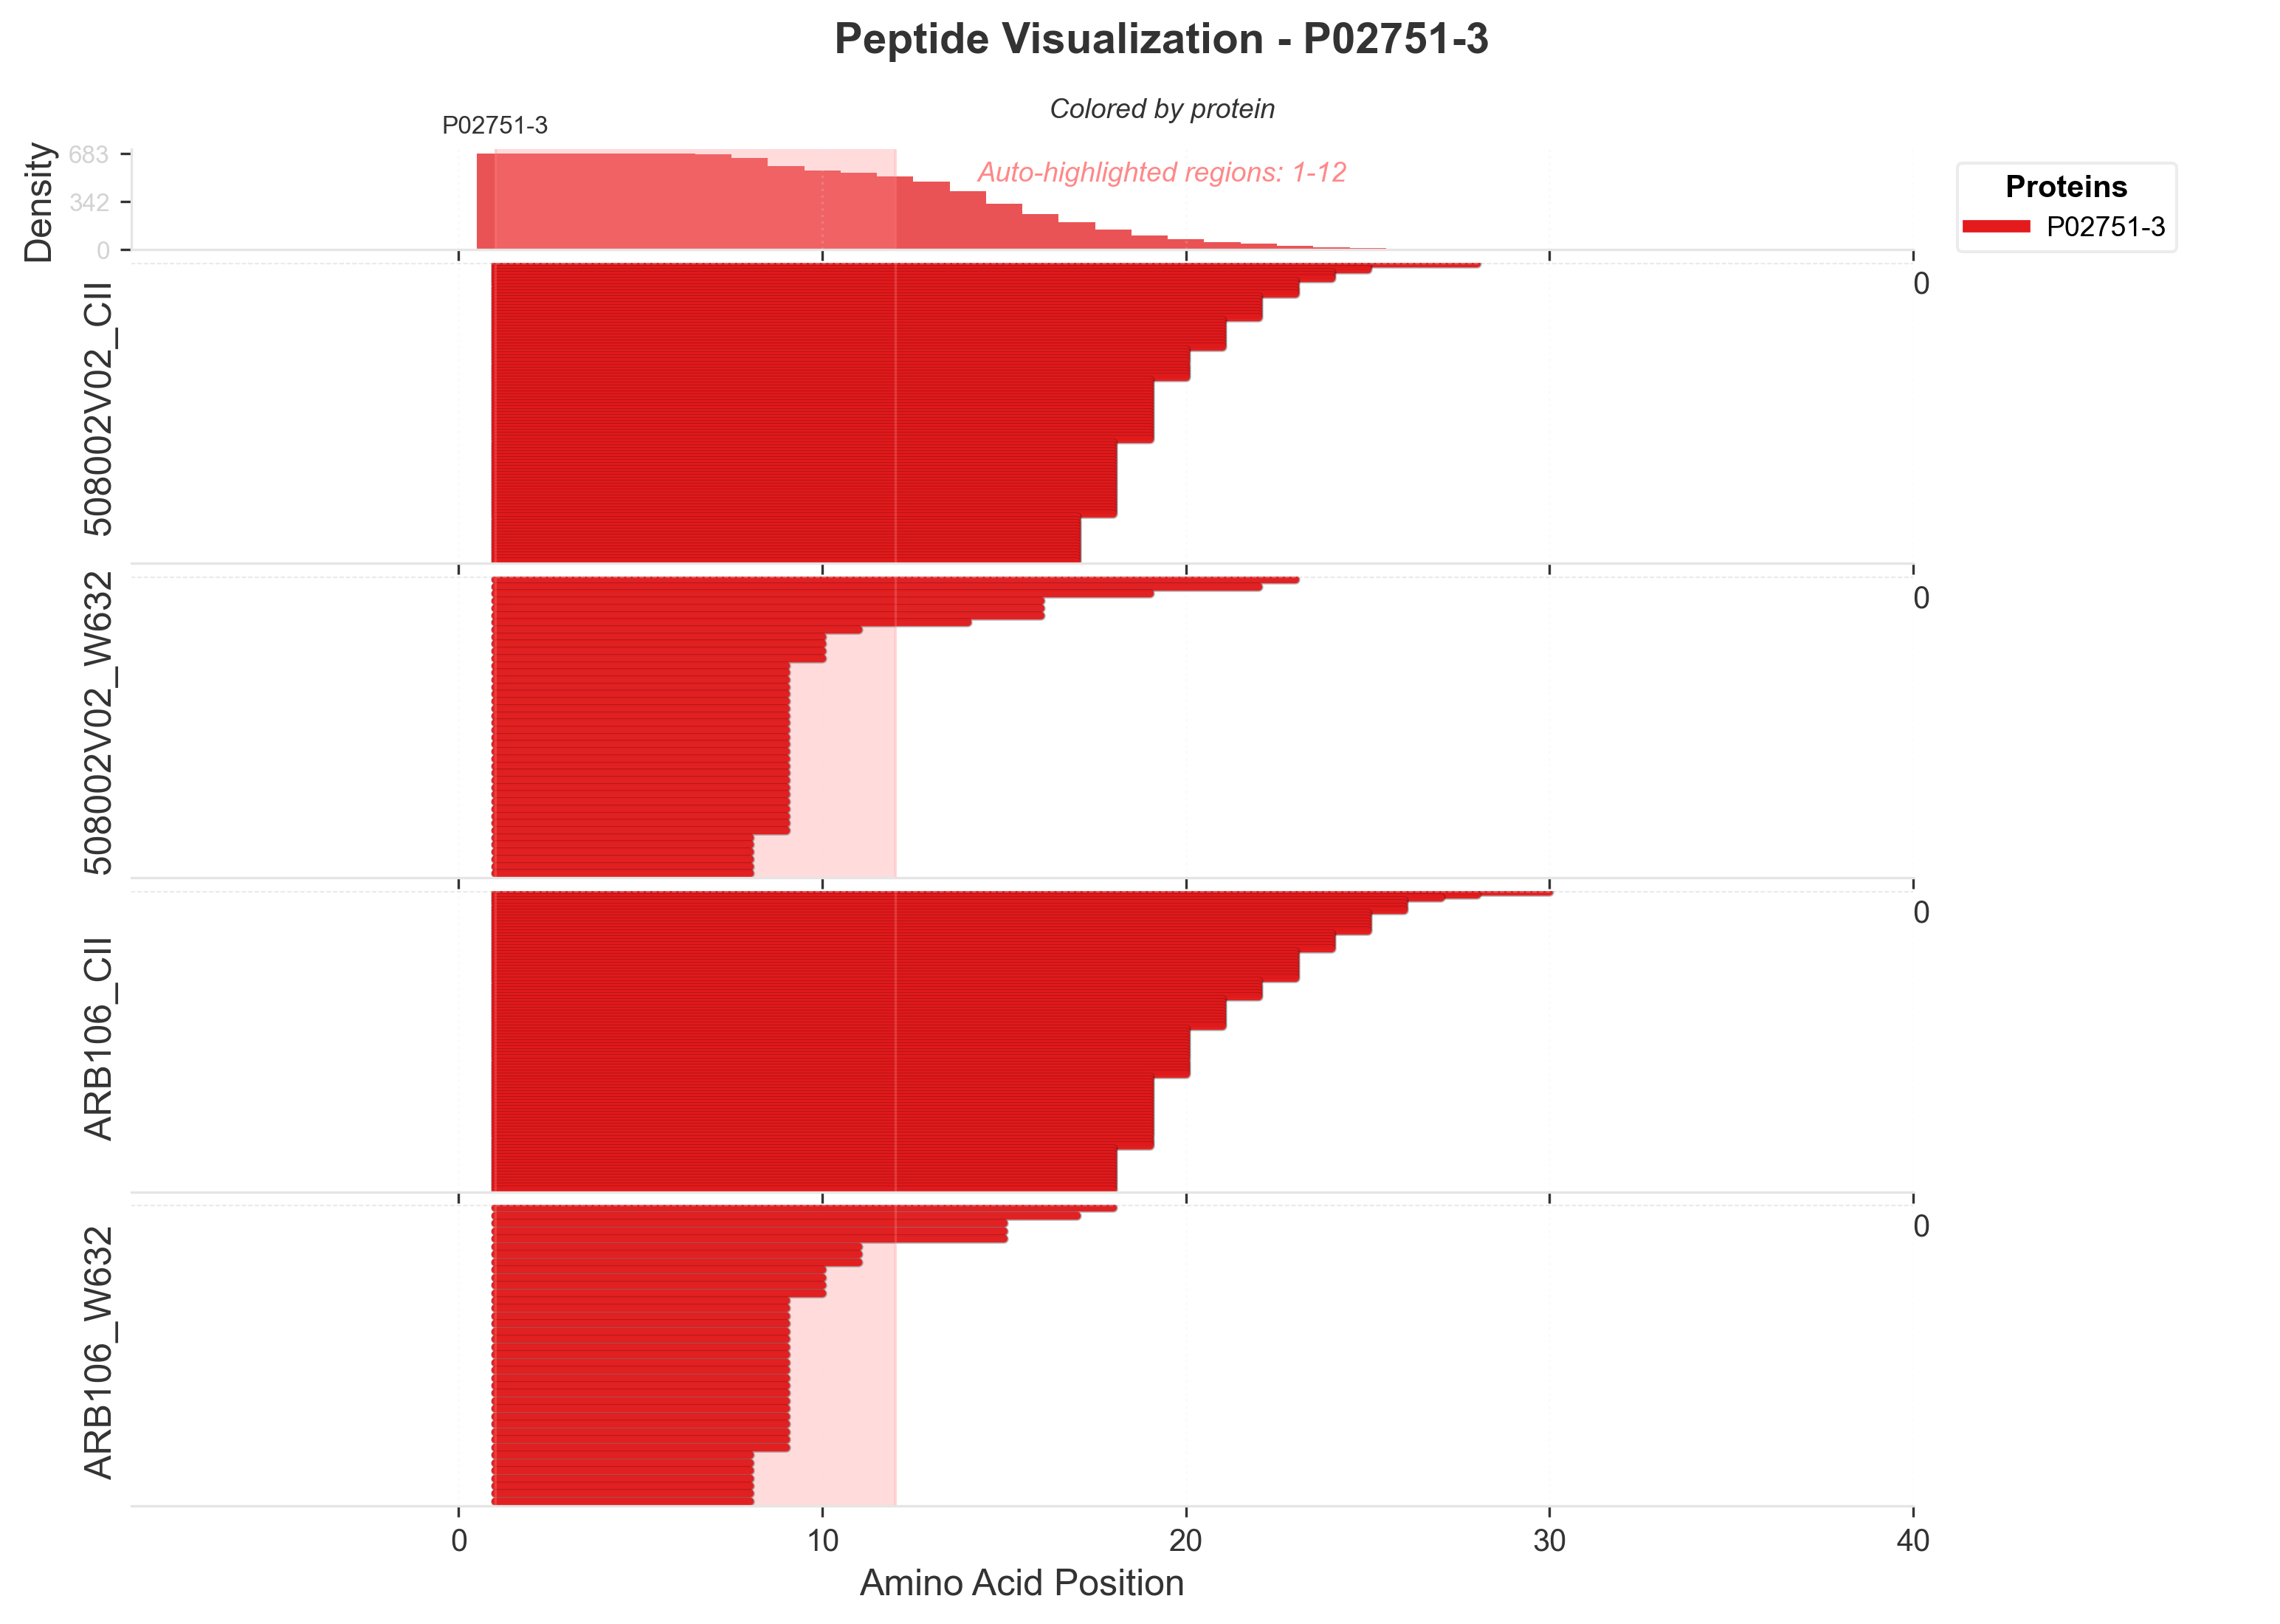 Peptide Visualization - P02751-3
Colored by protein
P02751-3
Auto-highlighted regions: 1-12
Density
683
342
0
Proteins
P02751-3
508002V02_CII
0
508002V02_W632
0
ARB106_CII
0
ARB106_W632
0
0
10
20
30
40
Amino Acid Position